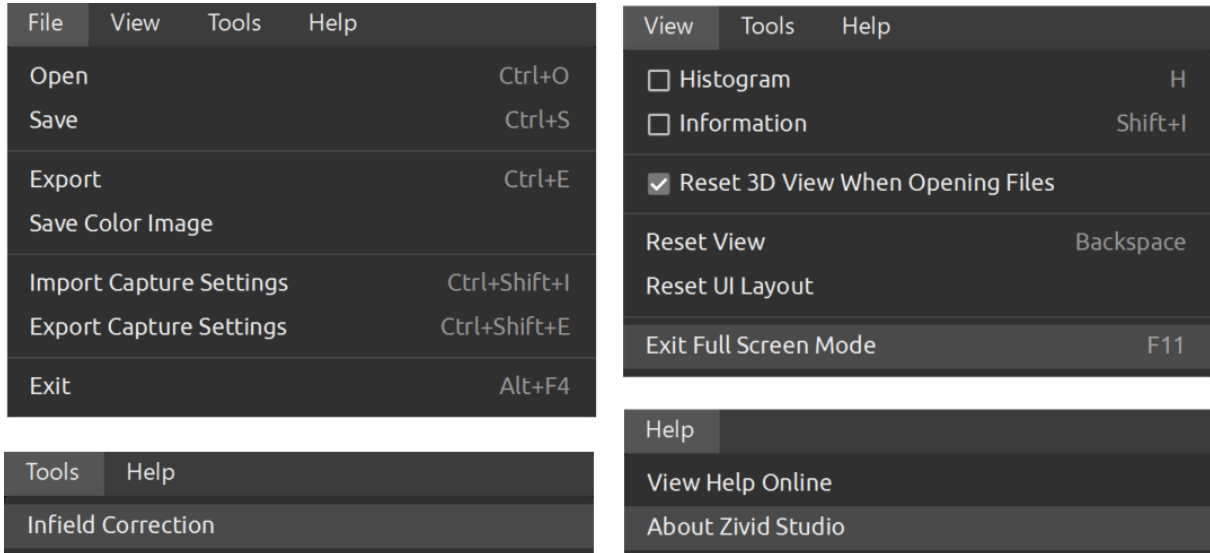 File View Tools Help
Open Ctrl+O
Save Ctrl+S
Export Ctrl+E
Save Color Image
Import Capture Settings Ctrl+Shift+I
Export Capture Settings Ctrl+Shift+E
Exit Alt+F4
View Tools Help
Histogram H
Information Shift+I
Reset 3D View When Opening Files
Reset View Backspace
Reset UI Layout
Exit Full Screen Mode F11
Tools Help
Infield Correction
Help
View Help Online
About Zivid Studio